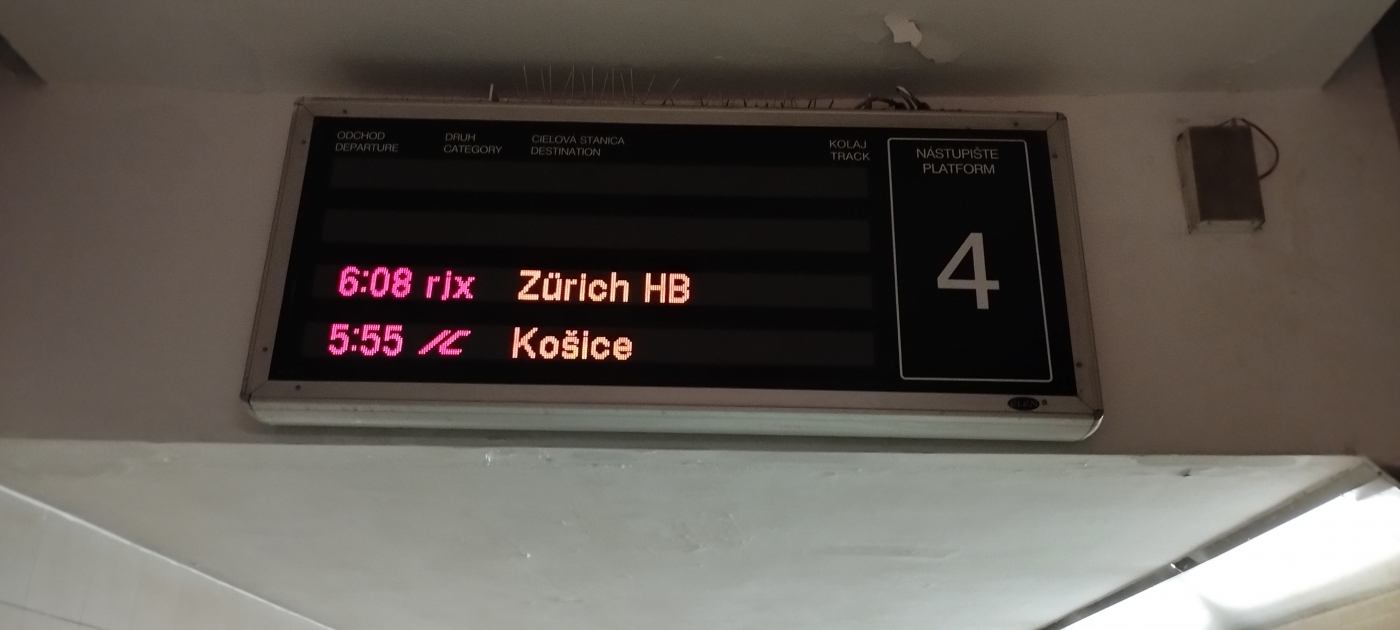 ODCHOD DRUH CIEĽOVÁ STANICA KOĽAJ
DEPARTURE CATEGORY DESTINATION TRACK
NÁSTUPIŠTE
PLATFORM
4
6:08 rjx Zürich HB
5:55 IC Košice